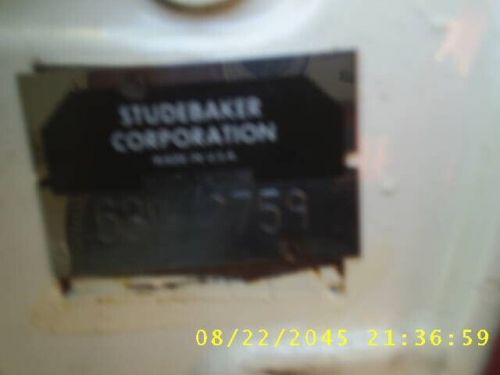 STUDEBAKER
CORPORATION
MADE IN U.S.A.
08/22/2045 21:36:59